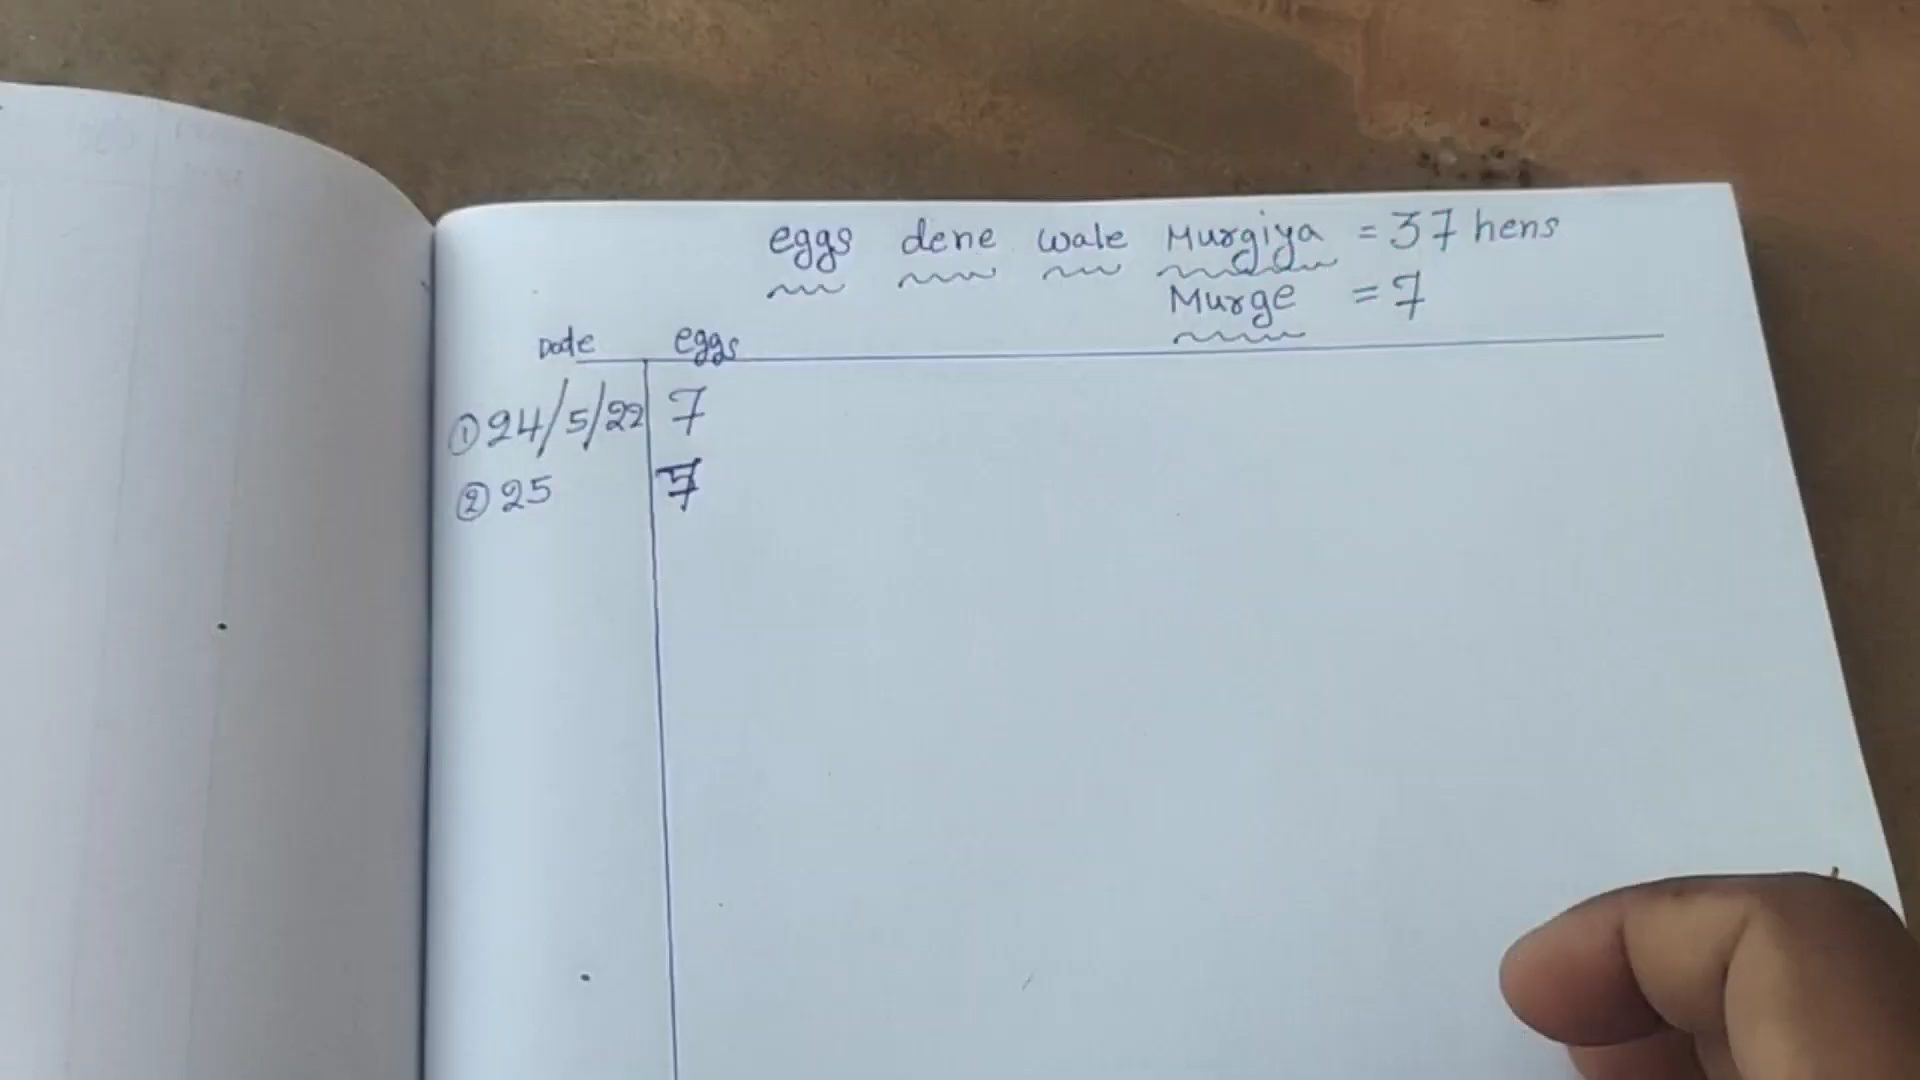 eggs dene wale Murgiya = 37 hens
Murge = 7
Date eggs
① 24/5/22 7
② 25 7